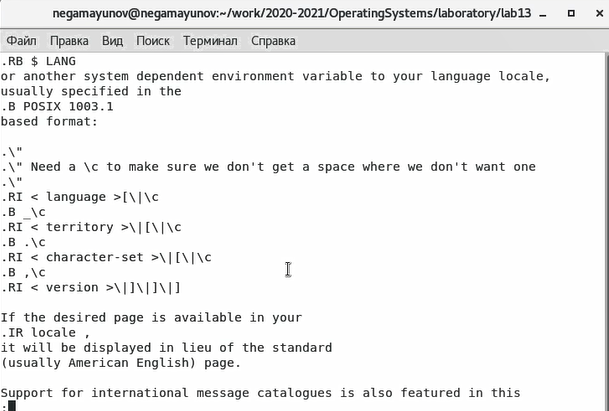 negamayunov@negamayunov:~/work/2020-2021/OperatingSystems/laboratory/lab13
Файл Правка Вид Поиск Терминал Справка
.RB $ LANG
or another system dependent environment variable to your language locale,
usually specified in the
.B POSIX 1003.1
based format:
.\"
.\" Need a \c to make sure we don't get a space where we don't want one
.\"
.RI < language >[\|\c
.B _\c
.RI < territory >\|[\|\c
.B .\c
.RI < character-set >\|[\|\c
.B ,\c
.RI < version >\|]\|]\|]
If the desired page is available in your
.IR locale ,
it will be displayed in lieu of the standard
(usually American English) page.
Support for international message catalogues is also featured in this
: